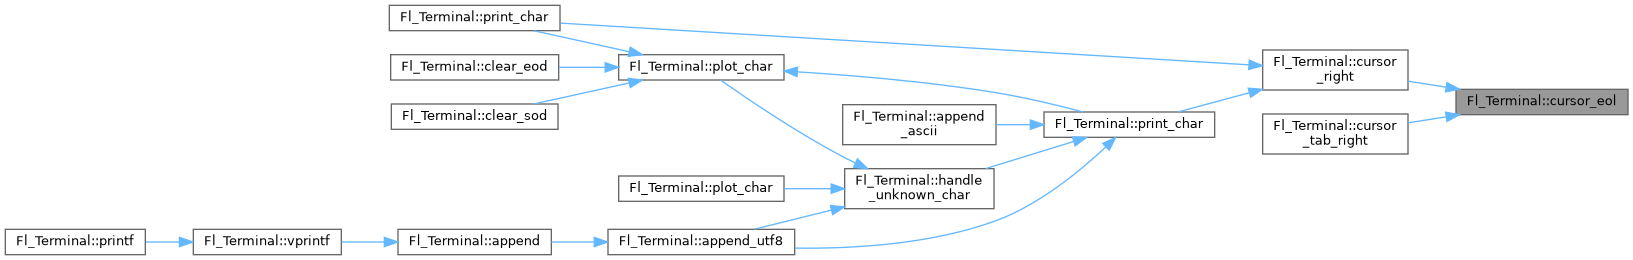 Fl_Terminal::print_char
Fl_Terminal::clear_eod
Fl_Terminal::plot_char
Fl_Terminal::clear_sod
Fl_Terminal::append
_ascii
Fl_Terminal::print_char
Fl_Terminal::cursor
_right
Fl_Terminal::cursor_eol
Fl_Terminal::cursor
_tab_right
Fl_Terminal::plot_char
Fl_Terminal::handle
_unknown_char
Fl_Terminal::printf
Fl_Terminal::vprintf
Fl_Terminal::append
Fl_Terminal::append_utf8